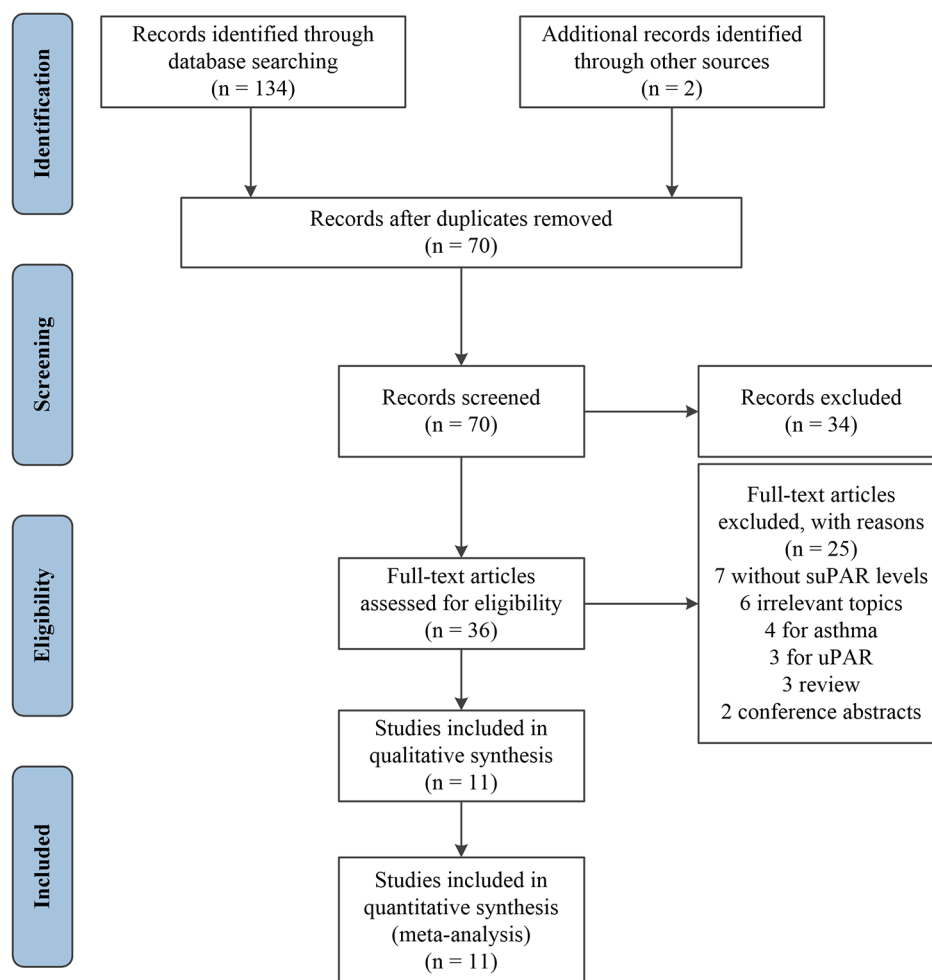 Identification
Records identified through
database searching
(n = 134)
Additional records identified
through other sources
(n = 2)
Records after duplicates removed
(n = 70)
Screening
Records screened
(n = 70)
Records excluded
(n = 34)
Eligibility
Full-text articles
assessed for eligibility
(n = 36)
Full-text articles
excluded, with reasons
(n = 25)
7 without suPAR levels
6 irrelevant topics
4 for asthma
3 for uPAR
3 review
2 conference abstracts
Studies included in
qualitative synthesis
(n = 11)
Included
Studies included in
quantitative synthesis
(meta-analysis)
(n = 11)